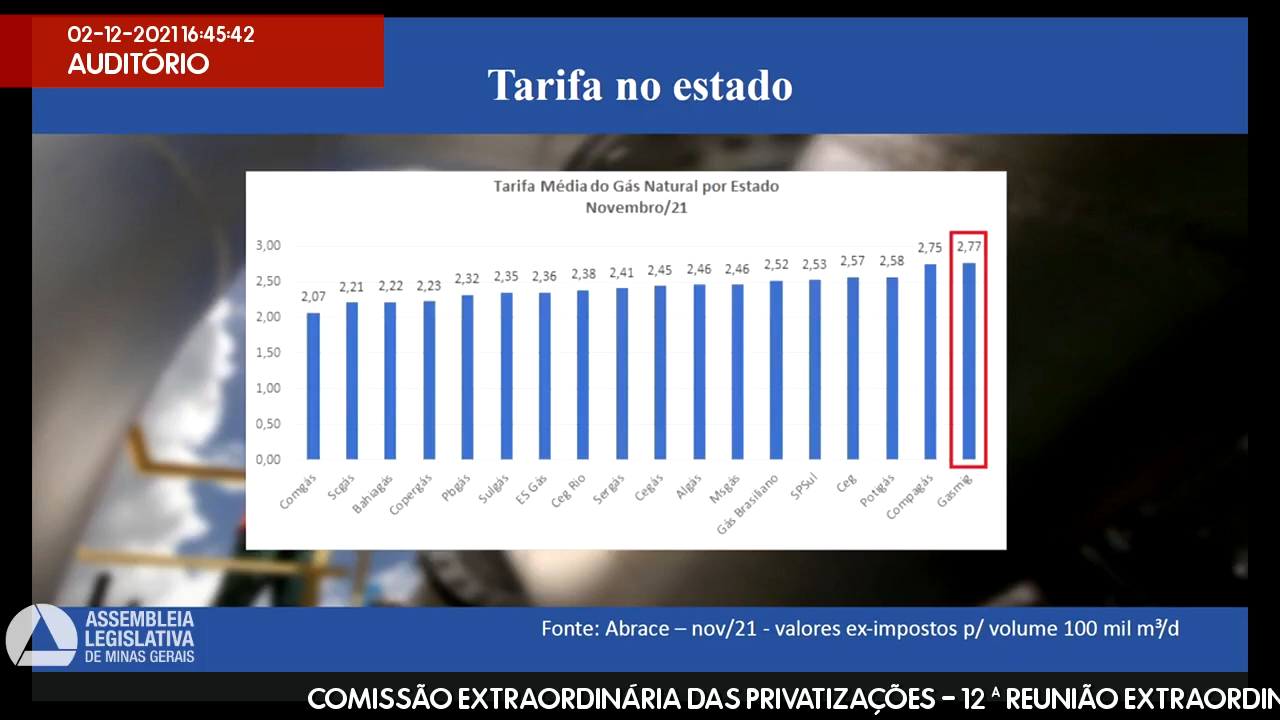 02-12-2021 16:45:42
AUDITÓRIO
Tarifa no estado
Tarifa Média do Gás Natural por Estado
Novembro/21
3,00
2,50
2,00
1,50
1,00
0,50
0,00
2,07 2,21 2,22 2,23 2,32 2,35 2,36 2,38 2,41 2,45 2,46 2,46 2,52 2,53 2,57 2,58 2,75 2,77
Comgás Scgás Bahiagás Copergás Pbgás Sulgás ES Gás Ceg Rio Sergás Cegás Algás Msgás Gás Brasiliano SPSul Ceg Potigás Compagás Gasmig
ASSEMBLEIA
LEGISLATIVA
DE MINAS GERAIS
Fonte: Abrace – nov/21 - valores ex-impostos p/ volume 100 mil m³/d
COMISSÃO EXTRAORDINÁRIA DAS PRIVATIZAÇÕES – 12 ª REUNIÃO EXTRAORDIN